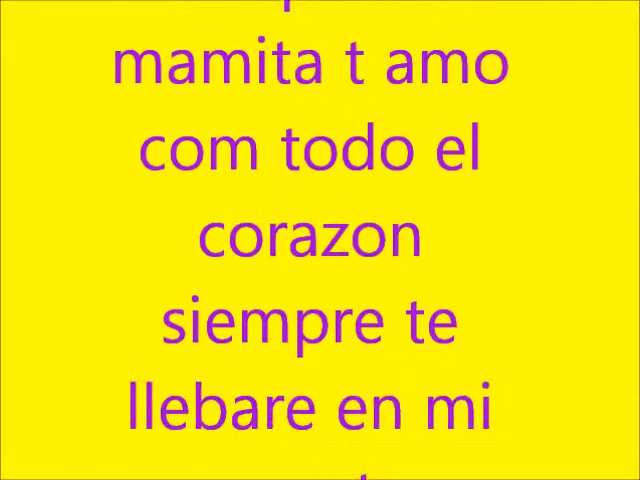 mamita t amo
com todo el
corazon
siempre te
llebare en mi